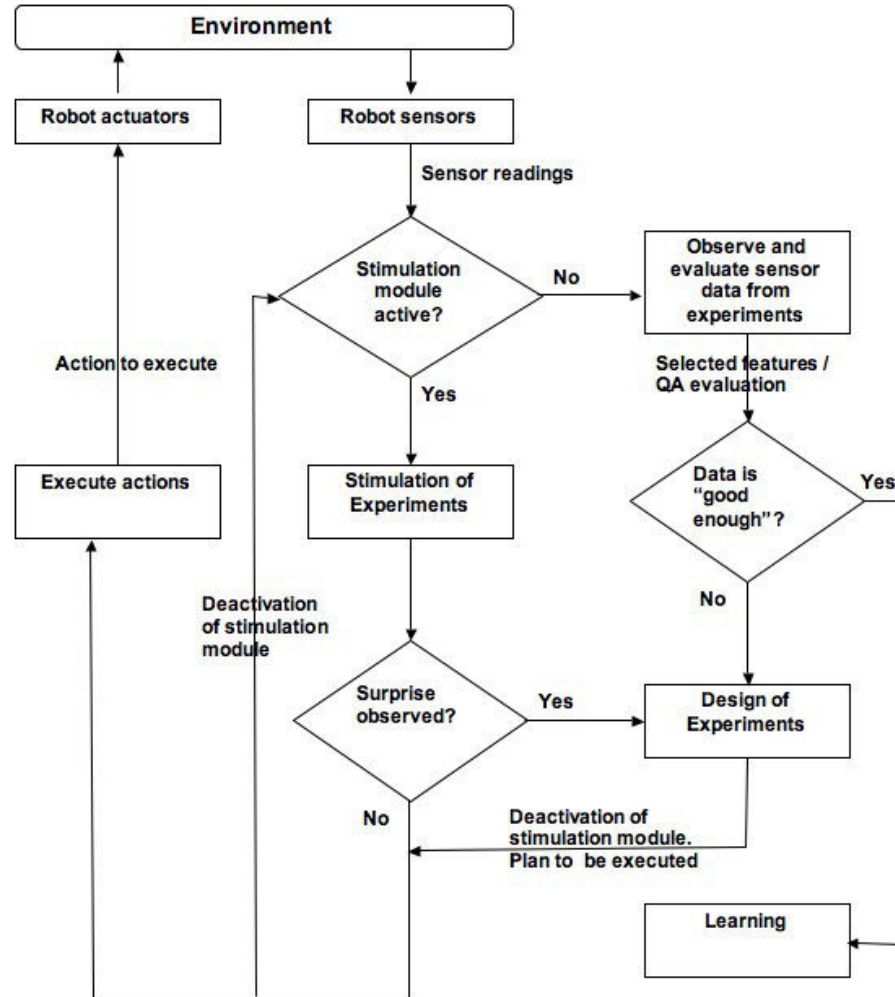 Environment
Robot actuators
Robot sensors
Sensor readings
Stimulation
module
active?
No
Observe and
evaluate sensor
data from
experiments
Action to execute
Yes
Selected features /
QA evaluation
Execute actions
Stimulation of
Experiments
Data is
“good
enough”?
Yes
No
Deactivation
of stimulation
module
Surprise
observed?
Yes
Design of
Experiments
No
Deactivation of
stimulation module.
Plan to be executed
Learning